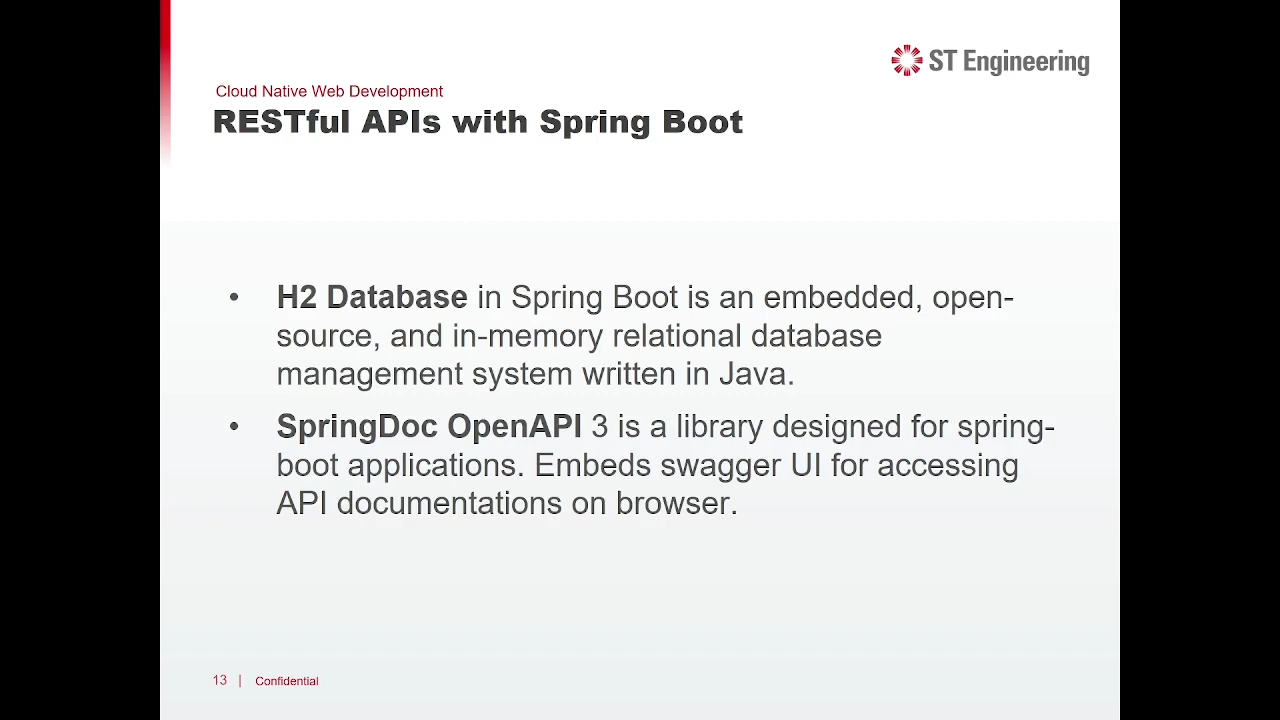 ST Engineering
Cloud Native Web Development
RESTful APIs with Spring Boot
• H2 Database in Spring Boot is an embedded, open-
source, and in-memory relational database
management system written in Java.
• SpringDoc OpenAPI 3 is a library designed for spring-
boot applications. Embeds swagger UI for accessing
API documentations on browser.
13 | Confidential